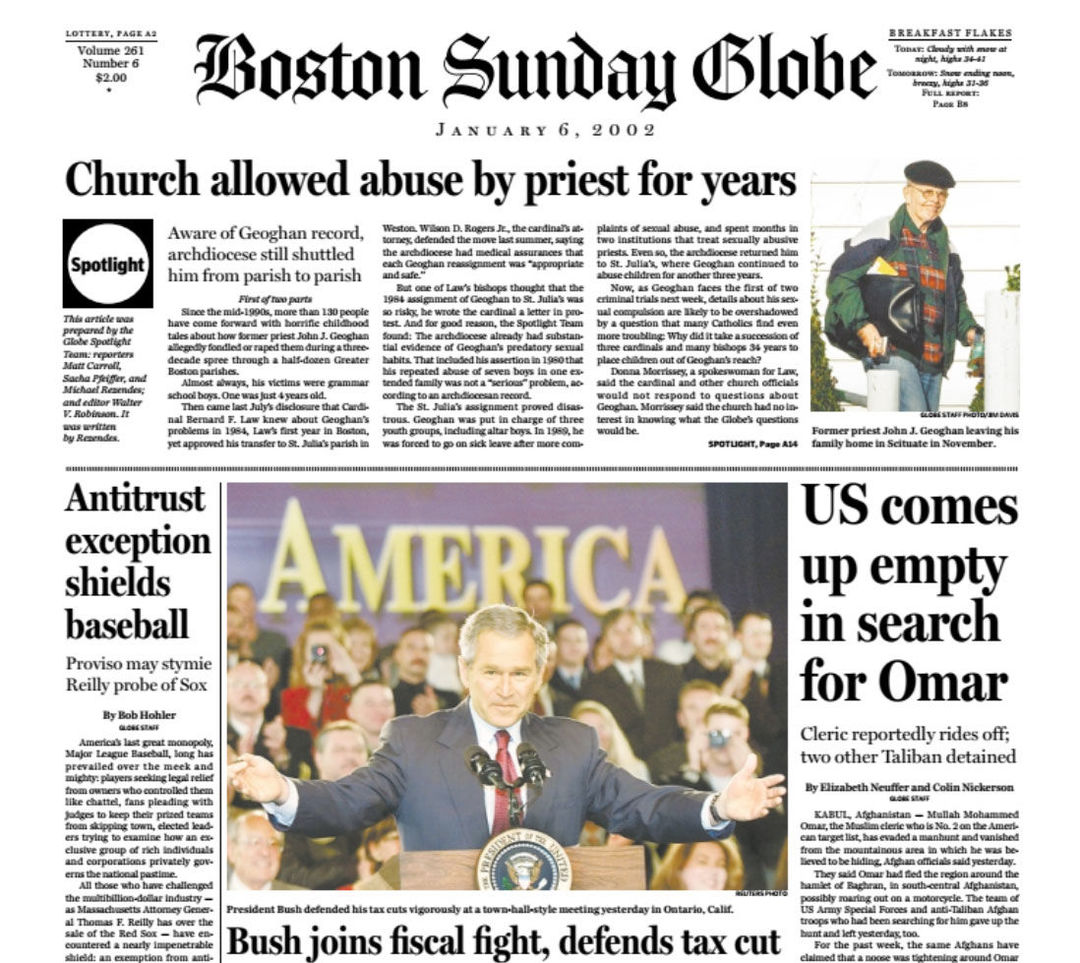 LOTTERY, PAGE A2
Volume 261
Number 6
$2.00
*
Boston Sunday Globe
JANUARY 6, 2002
BREAKFAST FLAKES
TODAY: Cloudy with snow at
night, highs 34-41
TOMORROW: Snow ending noon,
breezy, highs 31-36
FULL REPORT:
PAGE B8
Church allowed abuse by priest for years
Spotlight
This article was
prepared by the
Globe Spotlight
Team: reporters
Matt Carroll,
Sacha Pfeiffer, and
Michael Rezendes;
and editor Walter
V. Robinson. It
was written
by Rezendes.
Aware of Geoghan record,
archdiocese still shuttled
him from parish to parish
First of two parts
Since the mid-1990s, more than 130 people
have come forward with horrific childhood
tales about how former priest John J. Geoghan
allegedly fondled or raped them during a three-
decade spree through a half-dozen Greater
Boston parishes.
Almost always, his victims were grammar
school boys. One was just 4 years old.
Then came last July's disclosure that Cardi-
nal Bernard F. Law knew about Geoghan's
problems in 1984, Law's first year in Boston,
yet approved his transfer to St. Julia's parish in
Weston. Wilson D. Rogers Jr., the cardinal's at-
torney, defended the move last summer, saying
the archdiocese had medical assurances that
each Geoghan reassignment was "appropriate
and safe."
But one of Law's bishops thought that the
1984 assignment of Geoghan to St. Julia's was
so risky, he wrote the cardinal a letter in pro-
test. And for good reason, the Spotlight Team
found: The archdiocese already had substan-
tial evidence of Geoghan's predatory sexual
habits. That included his assertion in 1980 that
his repeated abuse of seven boys in one ex-
tended family was not a "serious" problem, ac-
cording to an archdiocesan record.
The St. Julia's assignment proved disas-
trous. Geoghan was put in charge of three
youth groups, including altar boys. In 1989, he
was forced to go on sick leave after more com-
plaints of sexual abuse, and spent months in
two institutions that treat sexually abusive
priests. Even so, the archdiocese returned him
to St. Julia's, where Geoghan continued to
abuse children for another three years.
Now, as Geoghan faces the first of two
criminal trials next week, details about his sex-
ual compulsion are likely to be overshadowed
by a question that many Catholics find even
more troubling: Why did it take a succession of
three cardinals and many bishops 34 years to
place children out of Geoghan's reach?
Donna Morrissey, a spokeswoman for Law,
said the cardinal and other church officials
would not respond to questions about
Geoghan. Morrissey said the church had no in-
terest in knowing what the Globe's questions
would be.
SPOTLIGHT, Page A14
GLOBE STAFF PHOTO/JIM DAVIS
Former priest John J. Geoghan leaving his
family home in Scituate in November.
Antitrust
exception
shields
baseball
Proviso may stymie
Reilly probe of Sox
By Bob Hohler
GLOBE STAFF
America's last great monopoly,
Major League Baseball, long has
prevailed over the meek and
mighty: players seeking legal relief
from owners who controlled them
like chattel, fans pleading with
judges to keep their prized teams
from skipping town, elected lead-
ers trying to examine how an ex-
clusive group of rich individuals
and corporations privately gov-
erns the national pastime.
All those who have challenged
the multibillion-dollar industry —
as Massachusetts Attorney Gener-
al Thomas F. Reilly has over the
sale of the Red Sox — have en-
countered a nearly impenetrable
shield: an exemption from anti-
AMERICA
PRESIDENT OF THE UNITED
REUTERS PHOTO
President Bush defended his tax cuts vigorously at a town-hall-style meeting yesterday in Ontario, Calif.
Bush joins fiscal fight, defends tax cut
US comes
up empty
in search
for Omar
Cleric reportedly rides off;
two other Taliban detained
By Elizabeth Neuffer and Colin Nickerson
GLOBE STAFF
KABUL, Afghanistan — Mullah Mohammed
Omar, the Muslim cleric who is No. 2 on the Ameri-
can target list, has evaded a manhunt and vanished
from the mountainous area in which he was be-
lieved to be hiding, Afghan officials said yesterday.
They said Omar had fled the region around the
hamlet of Baghran, in south-central Afghanistan,
possibly roaring out on a motorcycle. The team of
US Army Special Forces and anti-Taliban Afghan
troops who had been searching for him gave up the
hunt and left yesterday, too.
For the past week, the same Afghans have
claimed that a noose was tightening around Omar